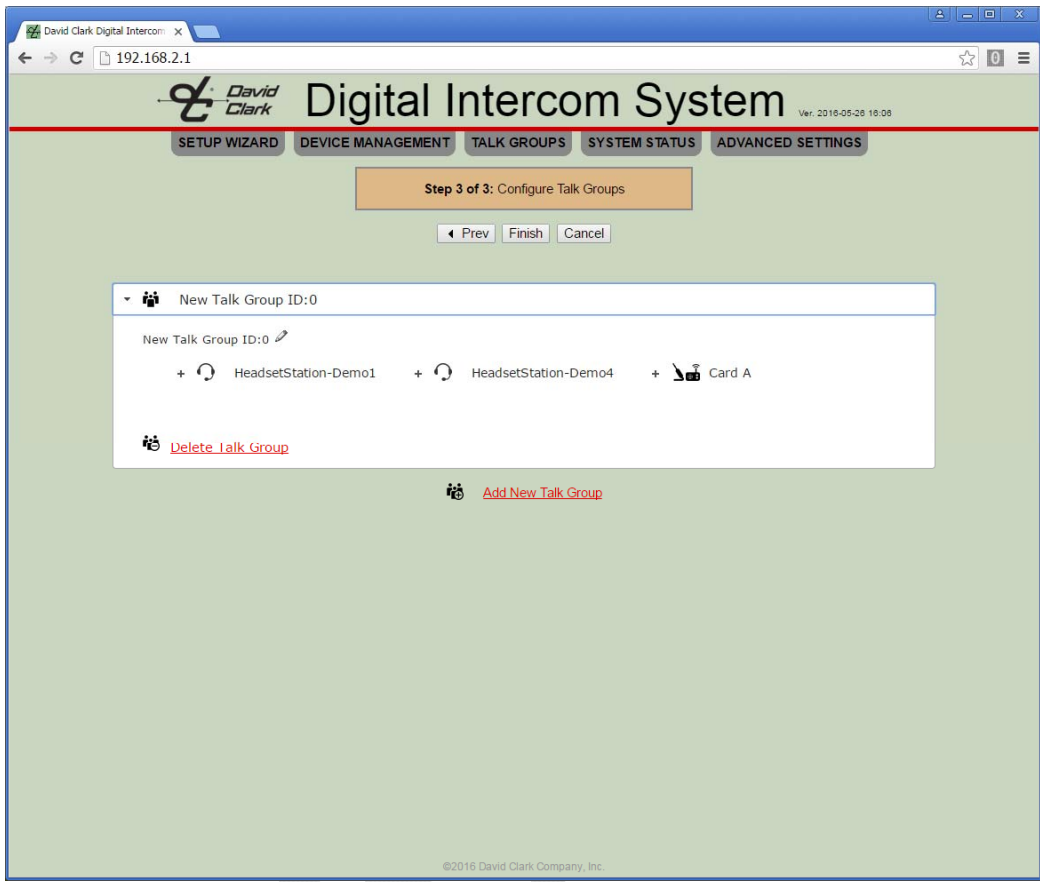 David Clark Digital Intercom
192.168.2.1
0
David Clark Digital Intercom System Ver. 2016-05-26 16:06
SETUP WIZARD DEVICE MANAGEMENT TALK GROUPS SYSTEM STATUS ADVANCED SETTINGS
Step 3 of 3: Configure Talk Groups
Prev Finish Cancel
New Talk Group ID:0
New Talk Group ID:0
+ HeadsetStation-Demo1 + HeadsetStation-Demo4 + Card A
Delete Talk Group
Add New Talk Group
©2016 David Clark Company, Inc.